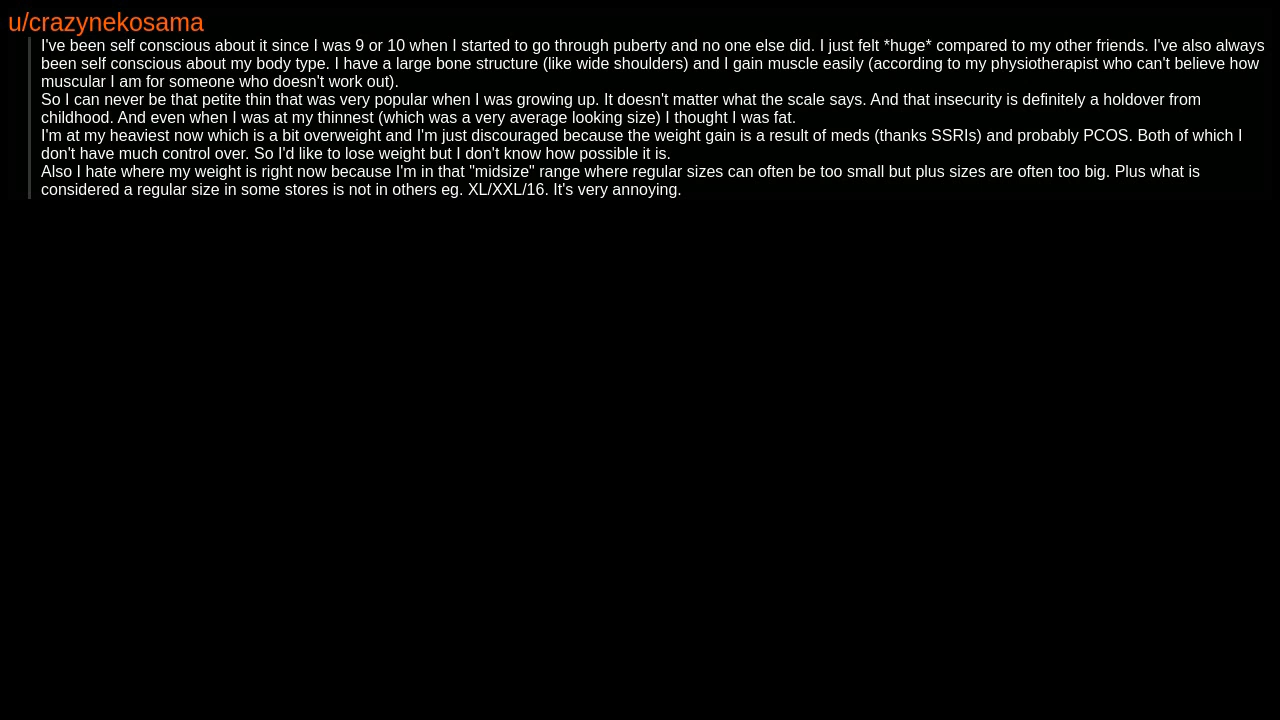 u/crazynekosama
I've been self conscious about it since I was 9 or 10 when I started to go through puberty and no one else did. I just felt *huge* compared to my other friends. I've also always
been self conscious about my body type. I have a large bone structure (like wide shoulders) and I gain muscle easily (according to my physiotherapist who can't believe how
muscular I am for someone who doesn't work out).
So I can never be that petite thin that was very popular when I was growing up. It doesn't matter what the scale says. And that insecurity is definitely a holdover from
childhood. And even when I was at my thinnest (which was a very average looking size) I thought I was fat.
I'm at my heaviest now which is a bit overweight and I'm just discouraged because the weight gain is a result of meds (thanks SSRIs) and probably PCOS. Both of which I
don't have much control over. So I'd like to lose weight but I don't know how possible it is.
Also I hate where my weight is right now because I'm in that "midsize" range where regular sizes can often be too small but plus sizes are often too big. Plus what is
considered a regular size in some stores is not in others eg. XL/XXL/16. It's very annoying.